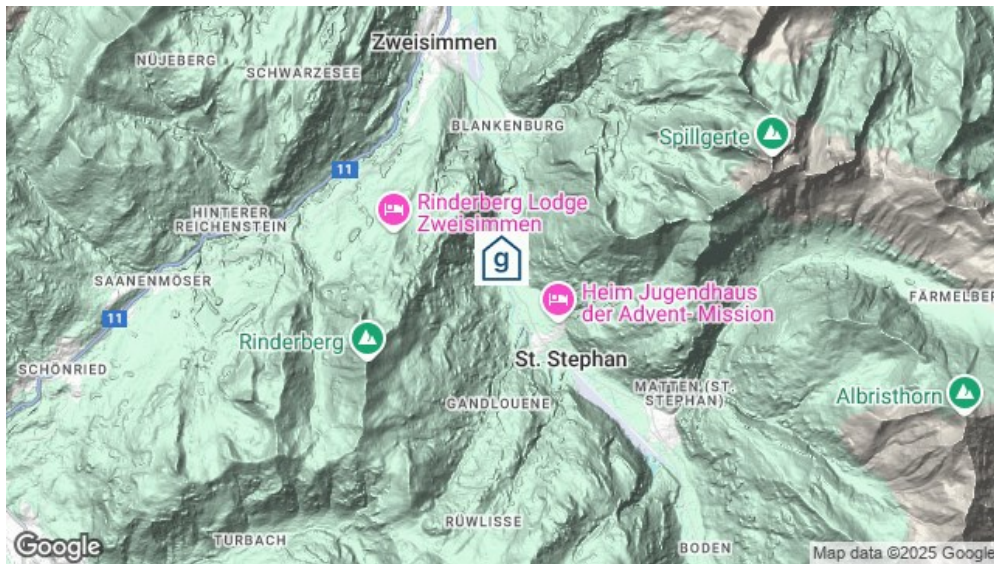 Zweisimmen
NÜJEBERG
SCHWARZESEE
BLANKENBURG
Spillgerte
11
Rinderberg Lodge
Zweisimmen
HINTERER
REICHENSTEIN
g
SAANENMÖSER
Heim Jugendhaus
der Advent- Mission
FÄRMELBER
11
Rinderberg
St. Stephan
SCHÖNRIED
MATTEN (ST.
STEPHAN)
Albristhorn
GANDLOUENE
RÜWLISSE
TURBACH
BODEN
Google
Map data ©2025 Google